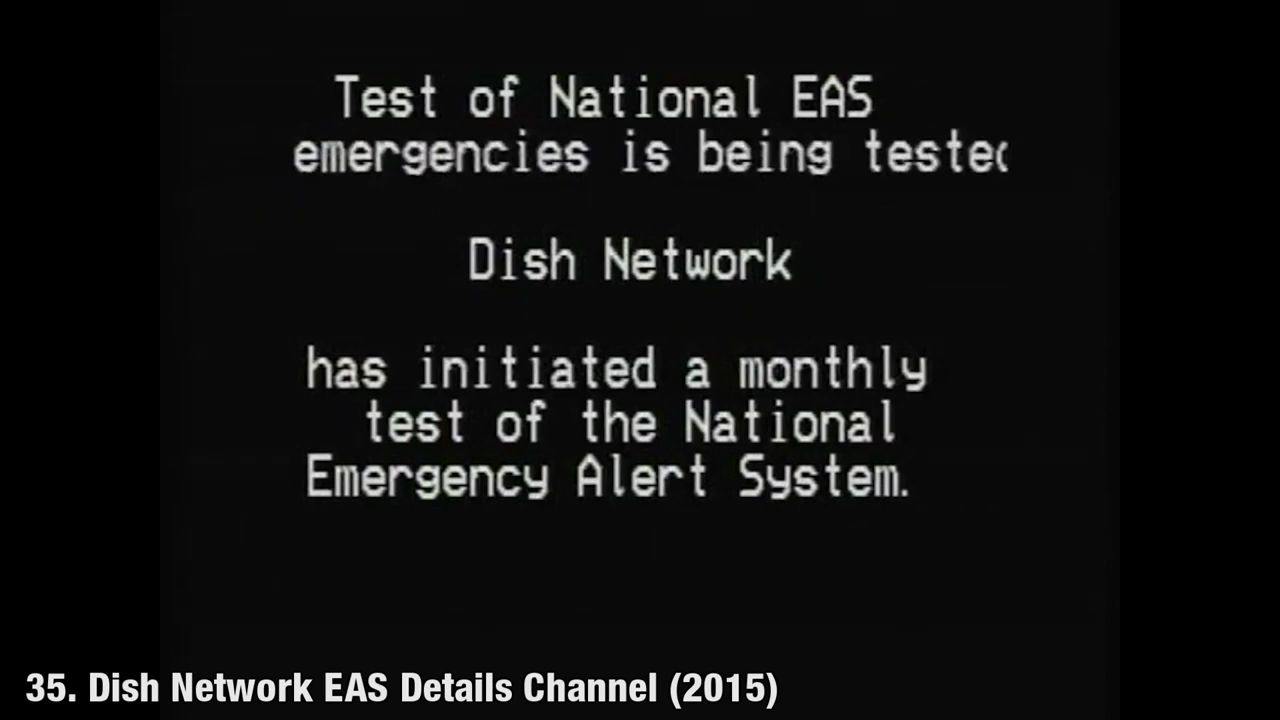 Test of National EAS
emergencies is being teste
Dish Network
has initiated a monthly
test of the National
Emergency Alert System.
35. Dish Network EAS Details Channel (2015)